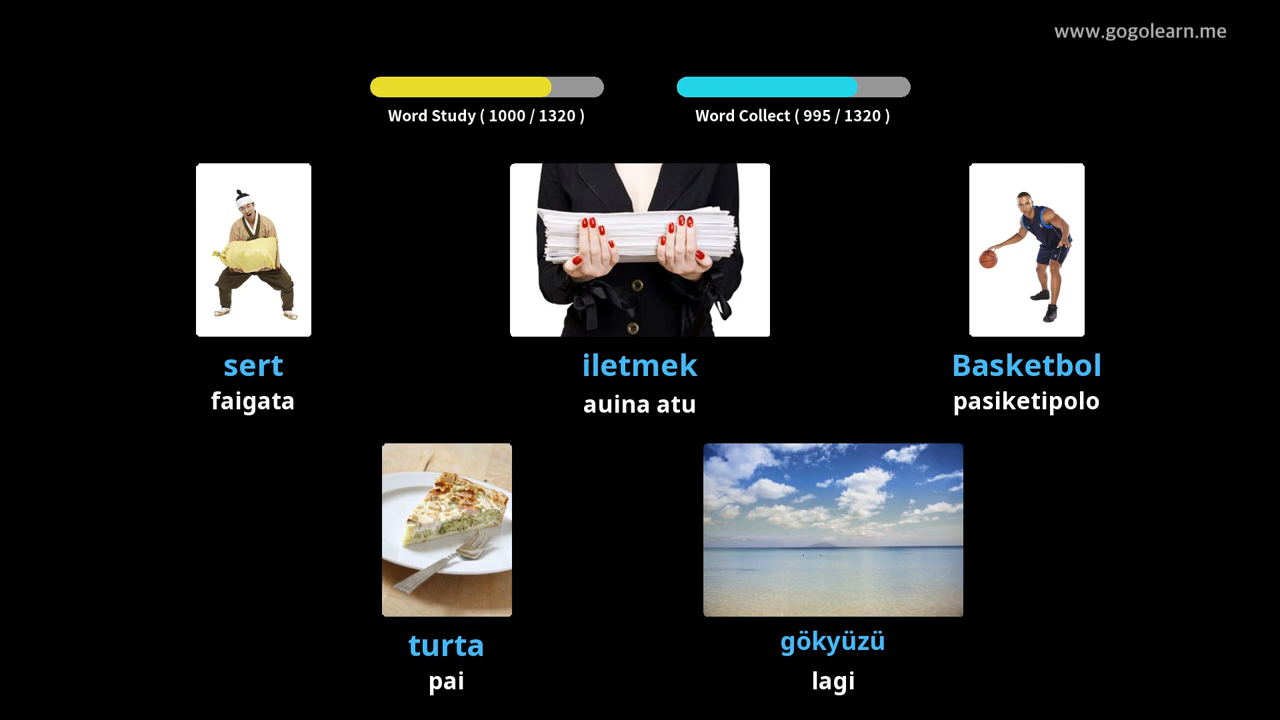 www.gogolearn.me
Word Study ( 1000 / 1320 )
Word Collect ( 995 / 1320 )
sert
faigata
iletmek
auina atu
Basketbol
pasiketipolo
turta
pai
gökyüzü
lagi